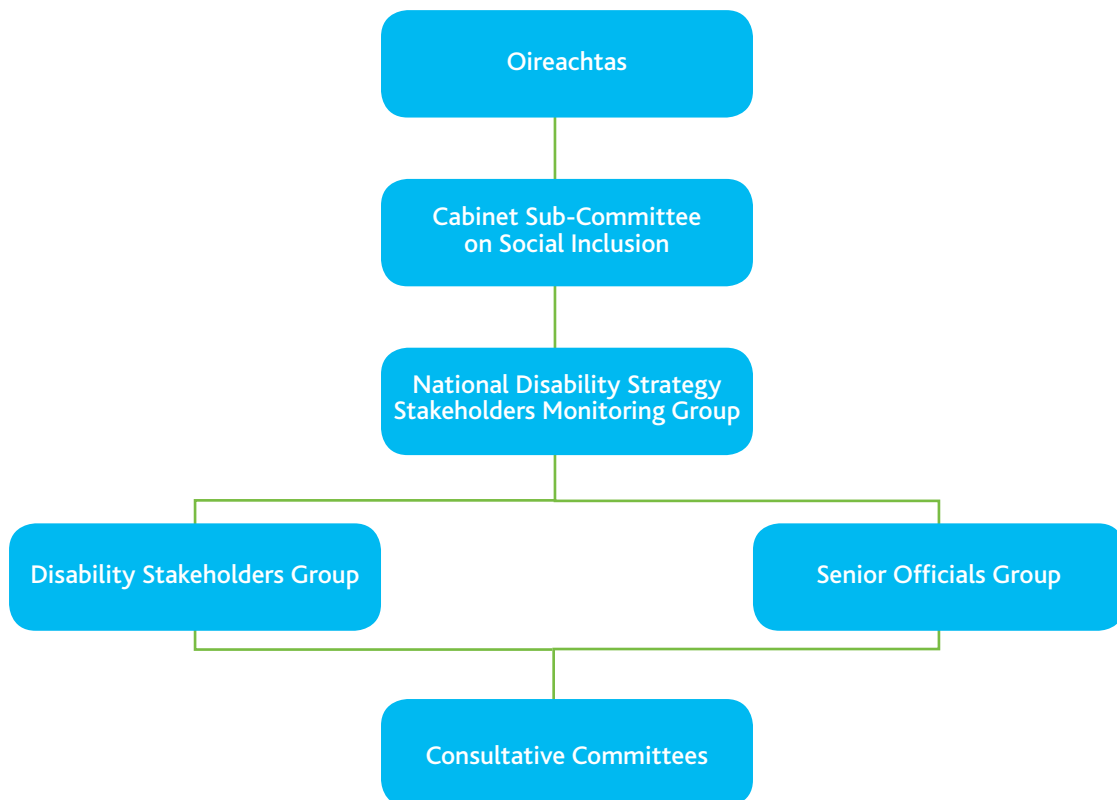 Oireachtas
Cabinet Sub-Committee
on Social Inclusion
National Disability Strategy
Stakeholders Monitoring Group
Disability Stakeholders Group
Senior Officials Group
Consultative Committees